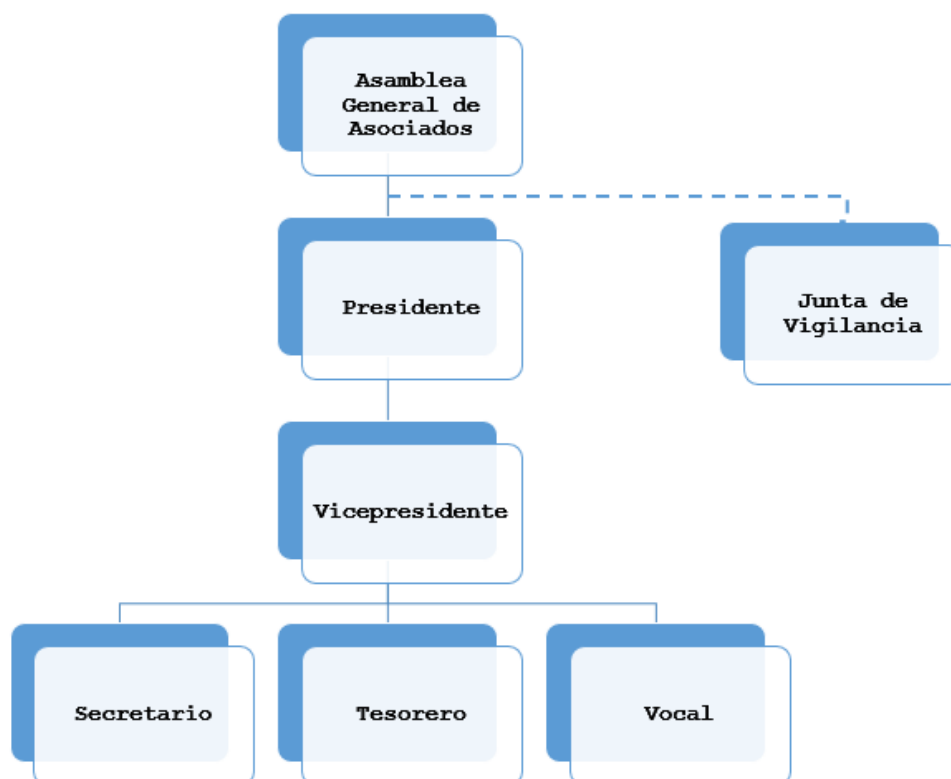 Asamblea
General de
Asociados
Presidente
Junta de
Vigilancia
Vicepresidente
Secretario
Tesorero
Vocal